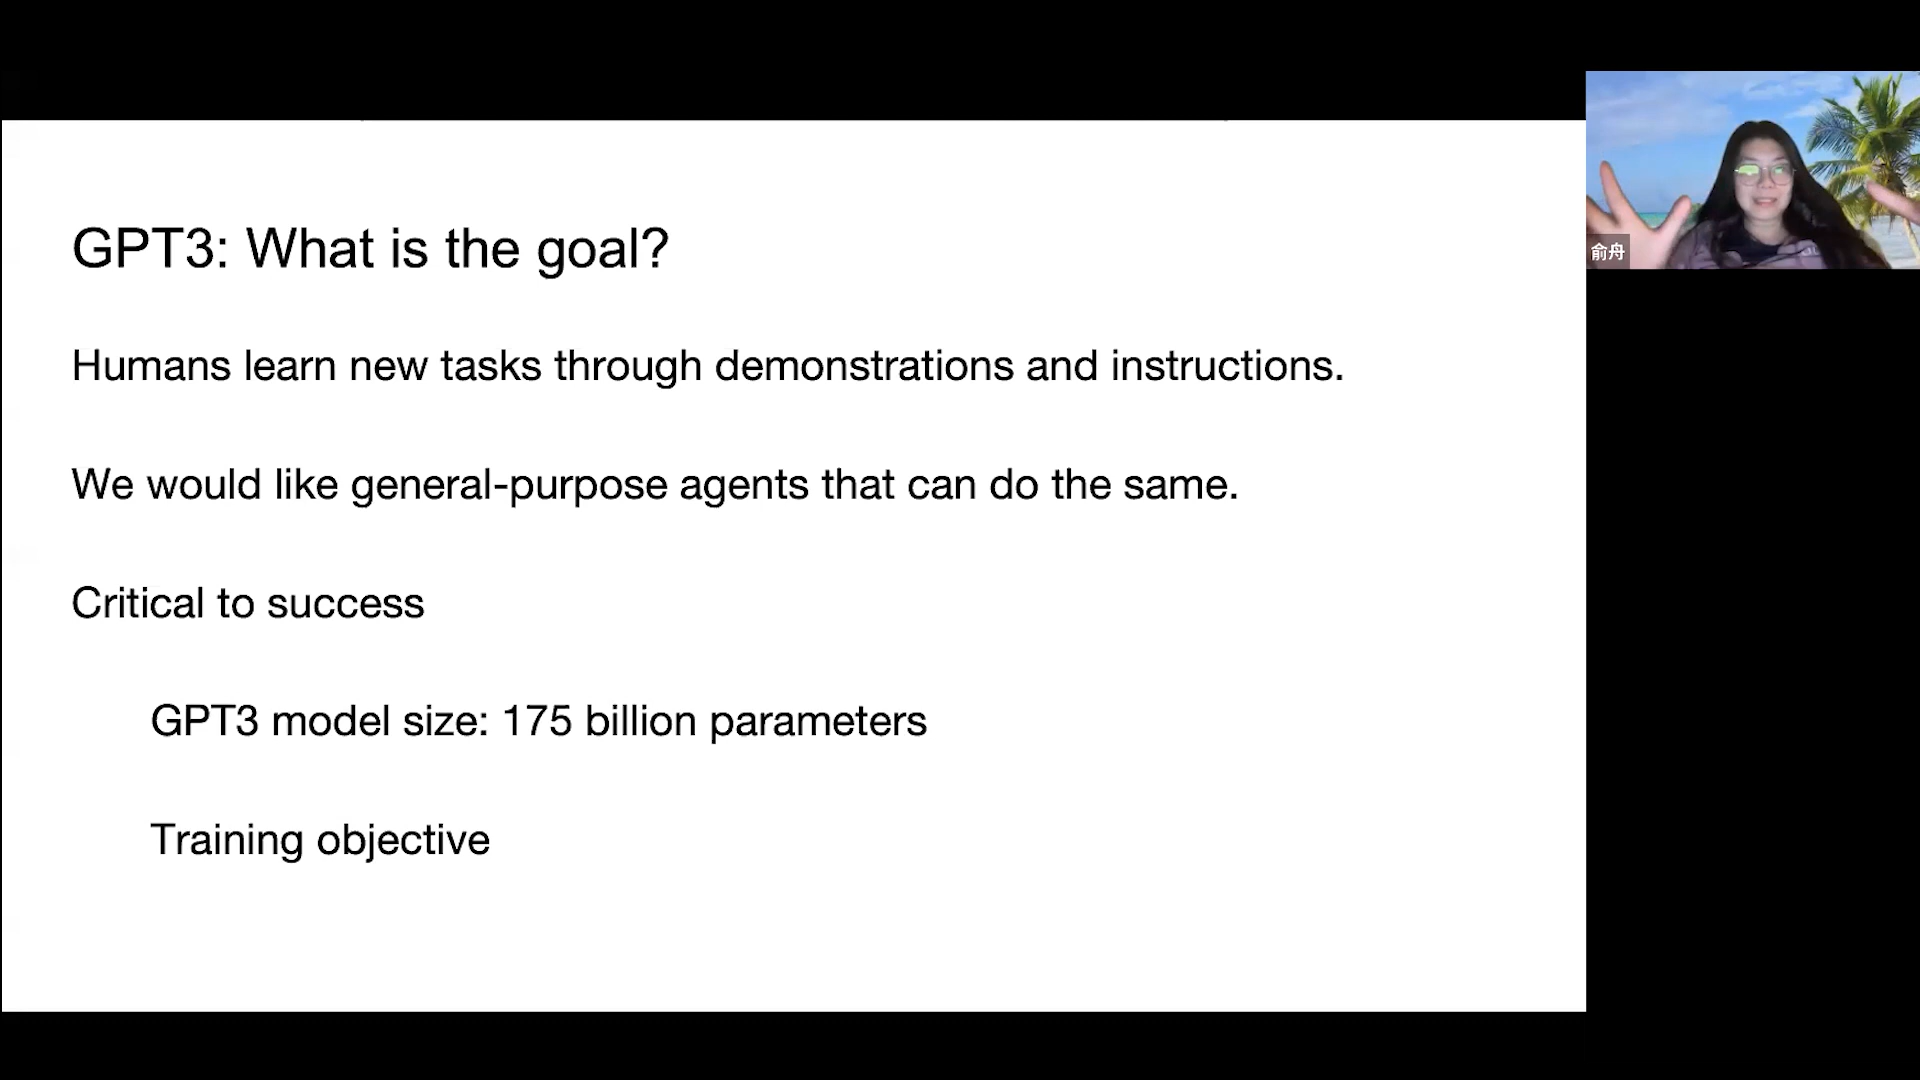 GPT3: What is the goal?
Humans learn new tasks through demonstrations and instructions.
We would like general-purpose agents that can do the same.
Critical to success
GPT3 model size: 175 billion parameters
Training objective
俞舟